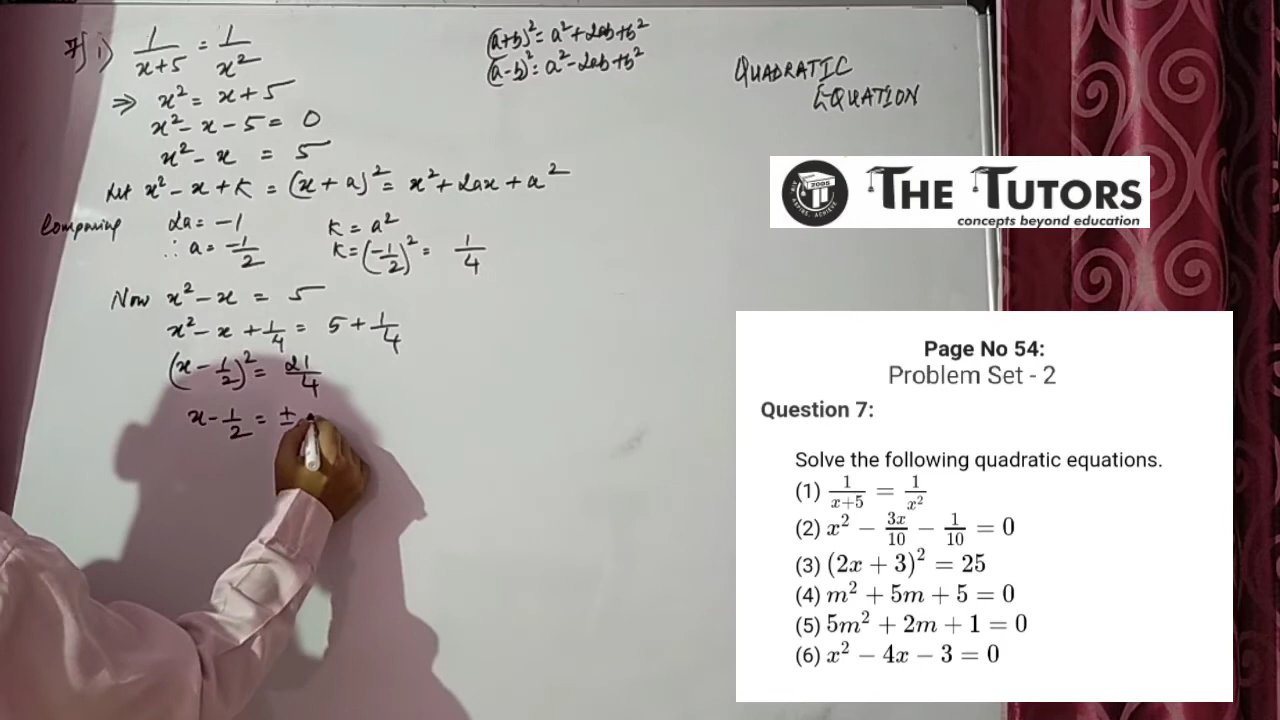 7) i) 1/(x+5) = 1/x²
⇒ x² = x + 5
x² - x - 5 = 0
x² - x = 5
Let x² - x + K = (x + a)² = x² + 2ax + a²
Comparing 2a = -1 K = a²
∴ a = -1/2 K = (-1/2)² = 1/4
Now x² - x = 5
x² - x + 1/4 = 5 + 1/4
(x - 1/2)² = 21/4
x - 1/2 = ±
(a+b)² = a² + 2ab + b²
(a-b)² = a² - 2ab + b²
QUADRATIC
EQUATION
THE TUTORS
concepts beyond education
2005
Page No 54:
Problem Set - 2
Question 7:
Solve the following quadratic equations.
(1) 1/(x+5) = 1/x²
(2) x² − 3x/10 − 1/10 = 0
(3) (2x + 3)² = 25
(4) m² + 5m + 5 = 0
(5) 5m² + 2m + 1 = 0
(6) x² − 4x − 3 = 0